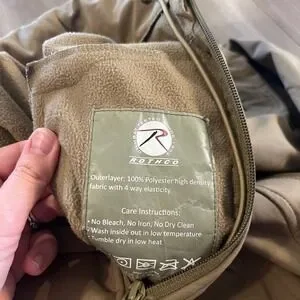 R
ROTHCO
Outerlayer: 100% Polyester high density
fabric with 4 way elasticity
Care Instructions:
• No Bleach, No Iron; No Dry Clean
• Wash inside out in low temperature
• Tumble dry in low heat